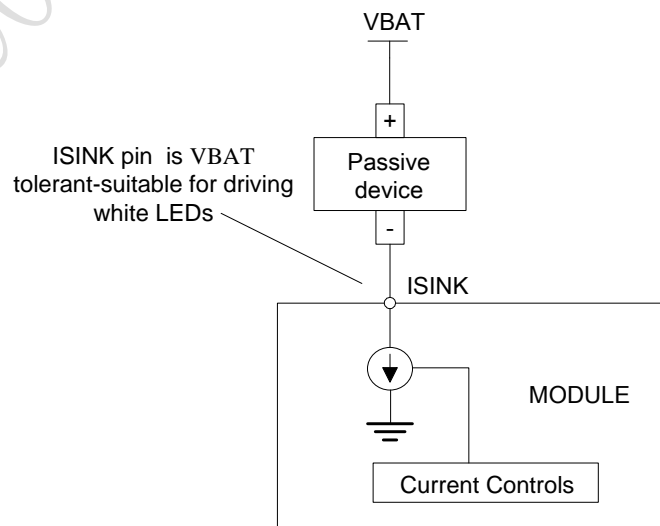 VBAT
+
Passive
device
-
ISINK pin is VBAT
tolerant-suitable for driving
white LEDs
ISINK
MODULE
Current Controls